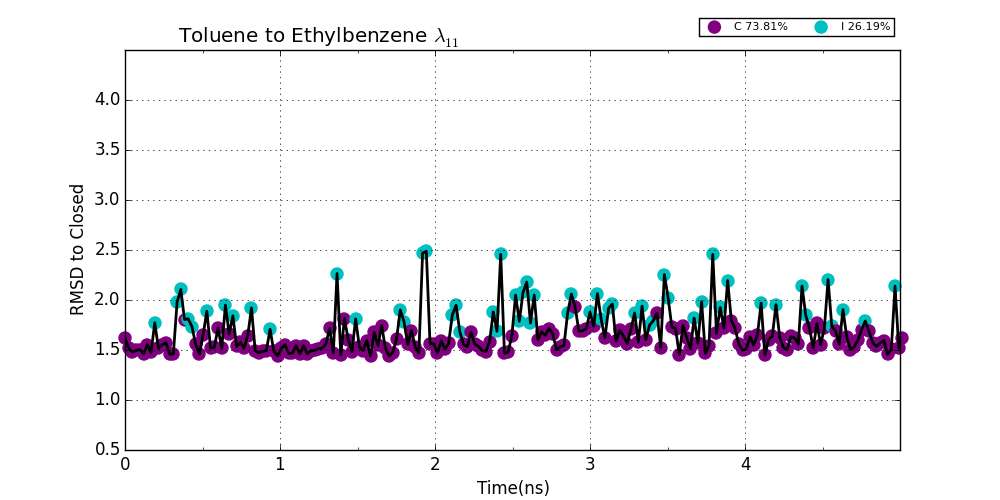 Toluene to Ethylbenzene λ₁₁
C 73.81%
I 26.19%
RMSD to Closed
4.0
3.5
3.0
2.5
2.0
1.5
1.0
0.5
0 1 2 3 4
Time(ns)